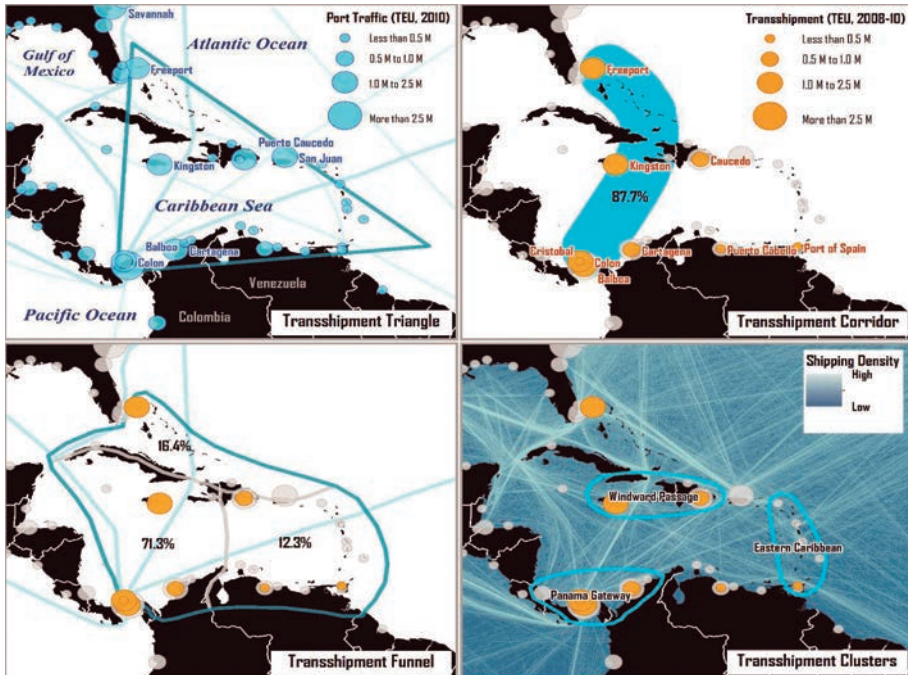 Savannah
Port Traffic (TEU, 2010)
Atlantic Ocean
Less than 0.5 M
Gulf of
Mexico
0.5 M to 1.0 M
Freeport
1.0 M to 2.5 M
More than 2.5 M
Puerto Caucedo
San Juan
Kingston
Caribbean Sea
Balboa
Cartagena
Colon
Venezuela
Pacific Ocean
Colombia
Transshipment Triangle
Transshipment (TEU, 2008-10)
Less than 0.5 M
Freeport
0.5 M to 1.0 M
1.0 M to 2.5 M
More than 2.5 M
Kingston
Caucedo
87.7%
Cristobal
Cartagena
Puerto Cabello
Port of Spain
Colon
Balboa
Transshipment Corridor
16.4%
71.3%
12.3%
Transshipment Funnel
Shipping Density
High
Low
Windward Passage
Eastern Caribbean
Panama Gateway
Transshipment Clusters